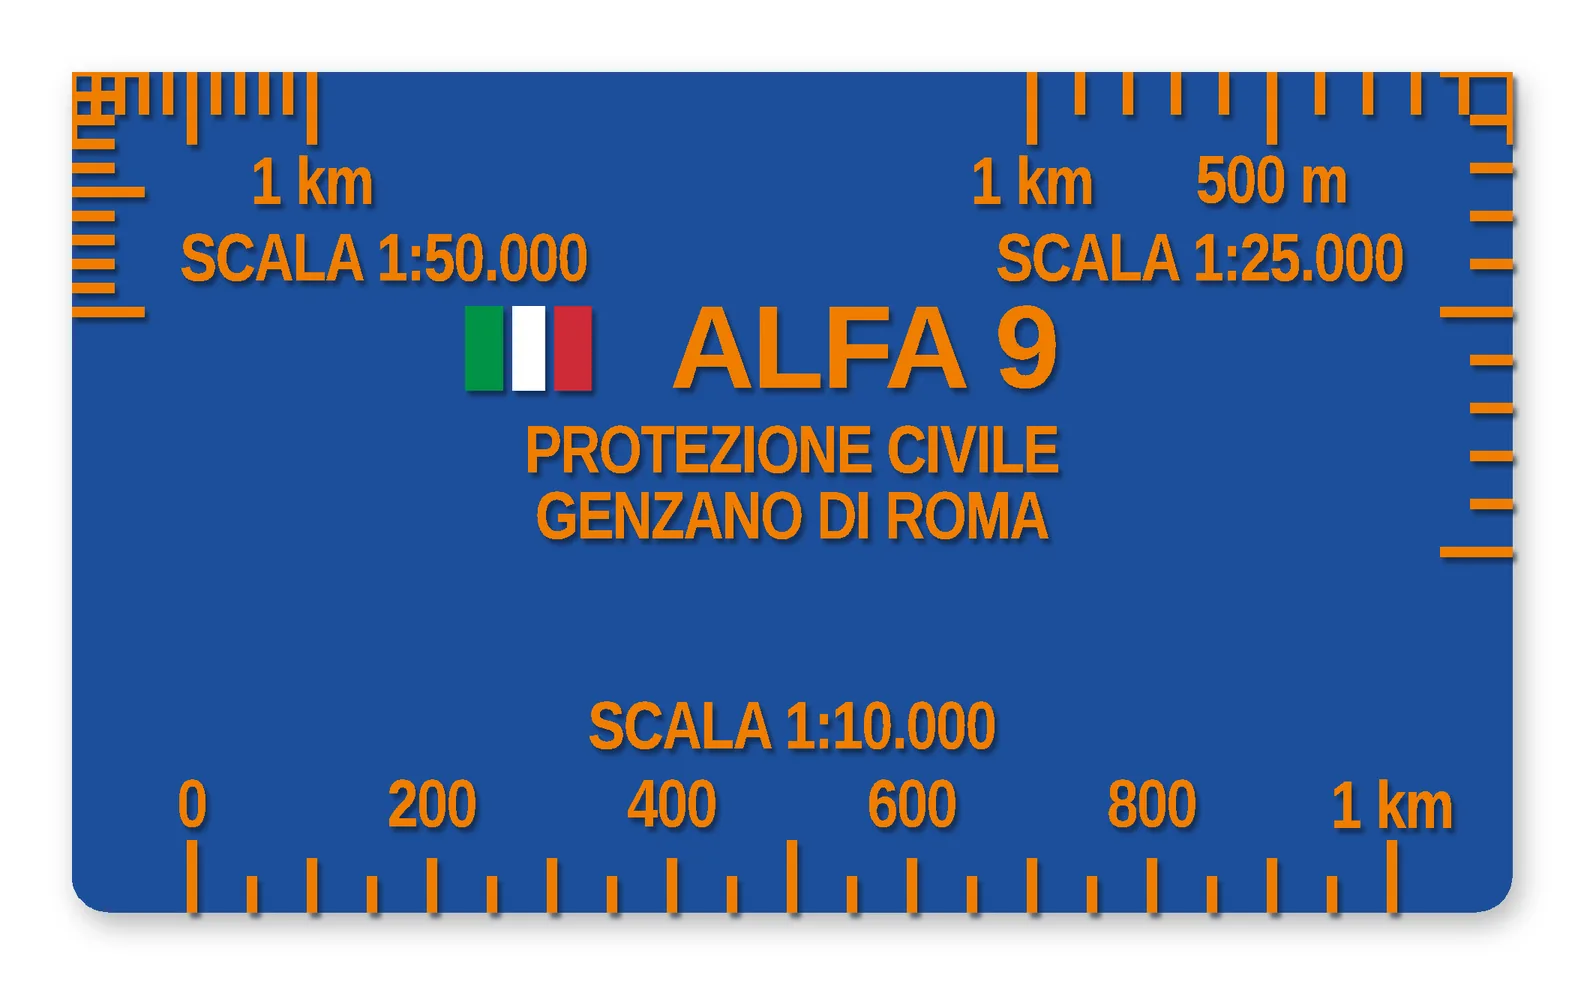 1 km
1 km 500 m
SCALA 1:50.000
SCALA 1:25.000
ALFA 9
PROTEZIONE CIVILE
GENZANO DI ROMA
SCALA 1:10.000
0 200 400 600 800 1 km